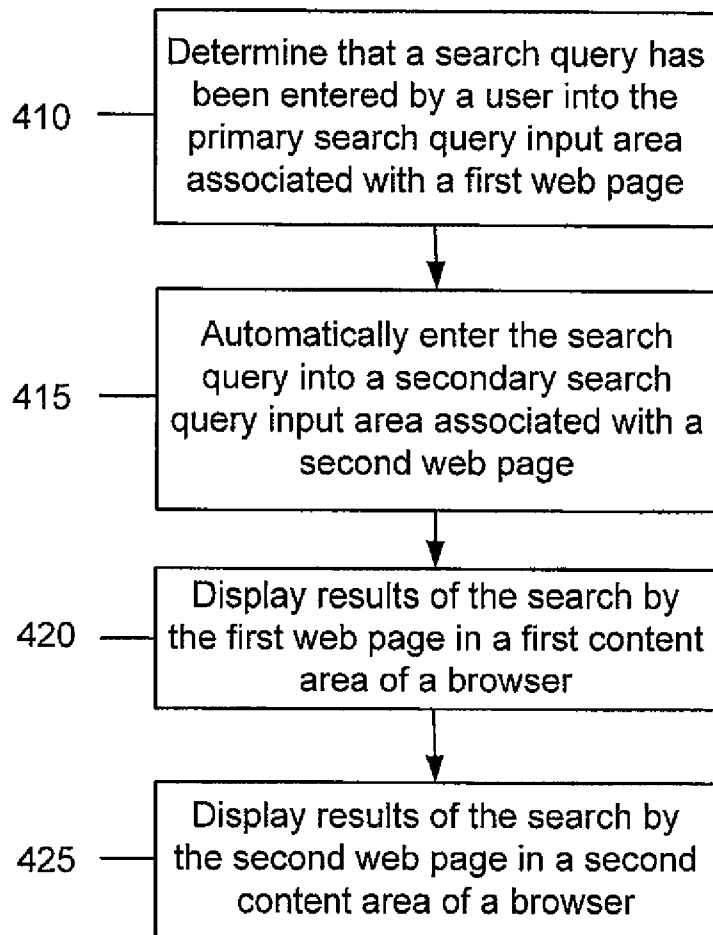 410
Determine that a search query has
been entered by a user into the
primary search query input area
associated with a first web page
415
Automatically enter the search
query into a secondary search
query input area associated with a
second web page
420
Display results of the search by
the first web page in a first content
area of a browser
425
Display results of the search by
the second web page in a second
content area of a browser